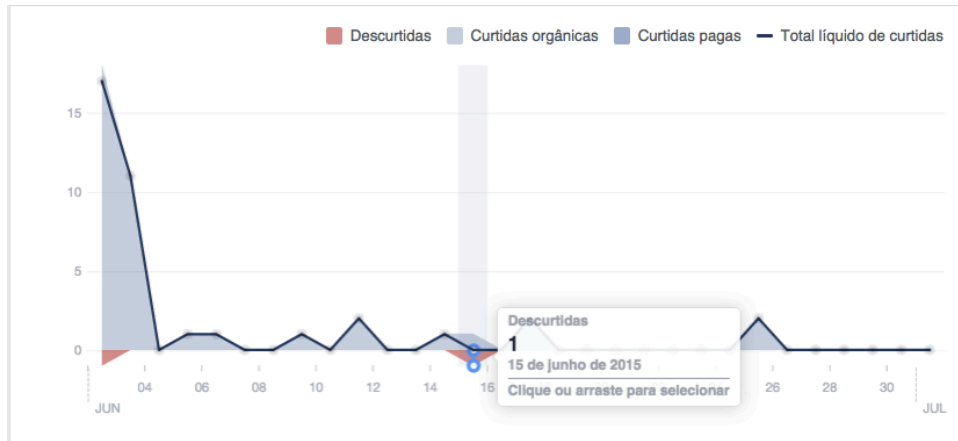 Descurtidas Curtidas orgânicas Curtidas pagas Total líquido de curtidas
15
10
5
0
Descurtidas
1
15 de junho de 2015
Clique ou arraste para selecionar
04 06 08 10 12 14 16 26 28 30
JUN JUL